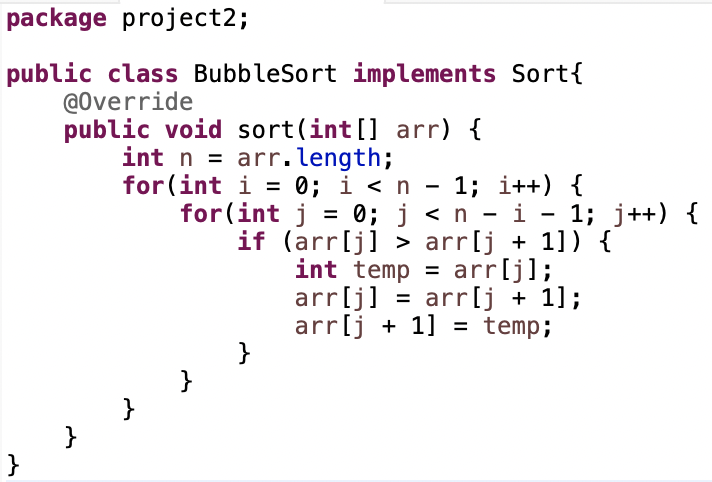 package project2;

public class BubbleSort implements Sort{
    @Override
    public void sort(int[] arr) {
        int n = arr.length;
        for(int i = 0; i < n - 1; i++) {
            for(int j = 0; j < n - i - 1; j++) {
                if (arr[j] > arr[j + 1]) {
                    int temp = arr[j];
                    arr[j] = arr[j + 1];
                    arr[j + 1] = temp;
                }
            }
        }
    }
}